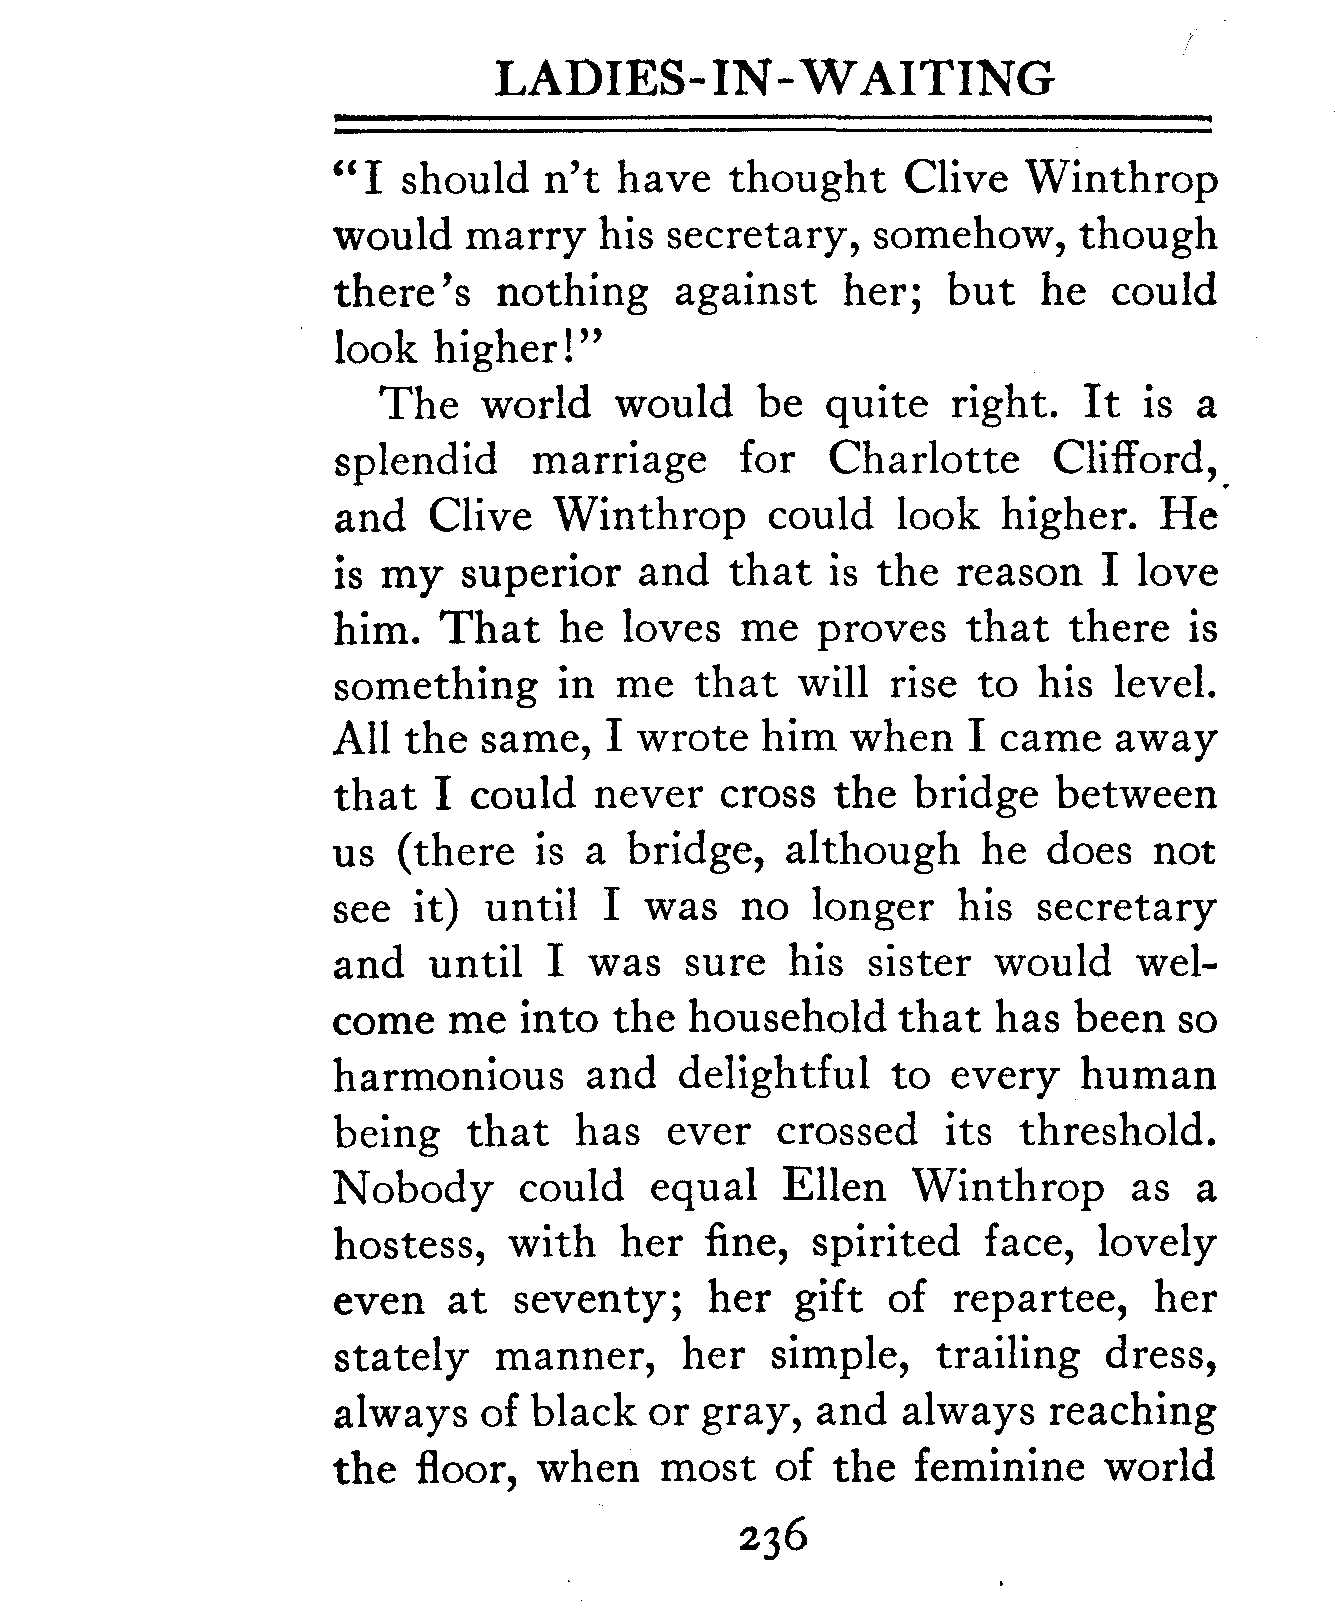 LADIES-IN-WAITING
“I should n’t have thought Clive Winthrop
would marry his secretary, somehow, though
there’s nothing against her; but he could
look higher!”
The world would be quite right. It is a
splendid marriage for Charlotte Clifford,
and Clive Winthrop could look higher. He
is my superior and that is the reason I love
him. That he loves me proves that there is
something in me that will rise to his level.
All the same, I wrote him when I came away
that I could never cross the bridge between
us (there is a bridge, although he does not
see it) until I was no longer his secretary
and until I was sure his sister would wel-
come me into the household that has been so
harmonious and delightful to every human
being that has ever crossed its threshold.
Nobody could equal Ellen Winthrop as a
hostess, with her fine, spirited face, lovely
even at seventy; her gift of repartee, her
stately manner, her simple, trailing dress,
always of black or gray, and always reaching
the floor, when most of the feminine world
236